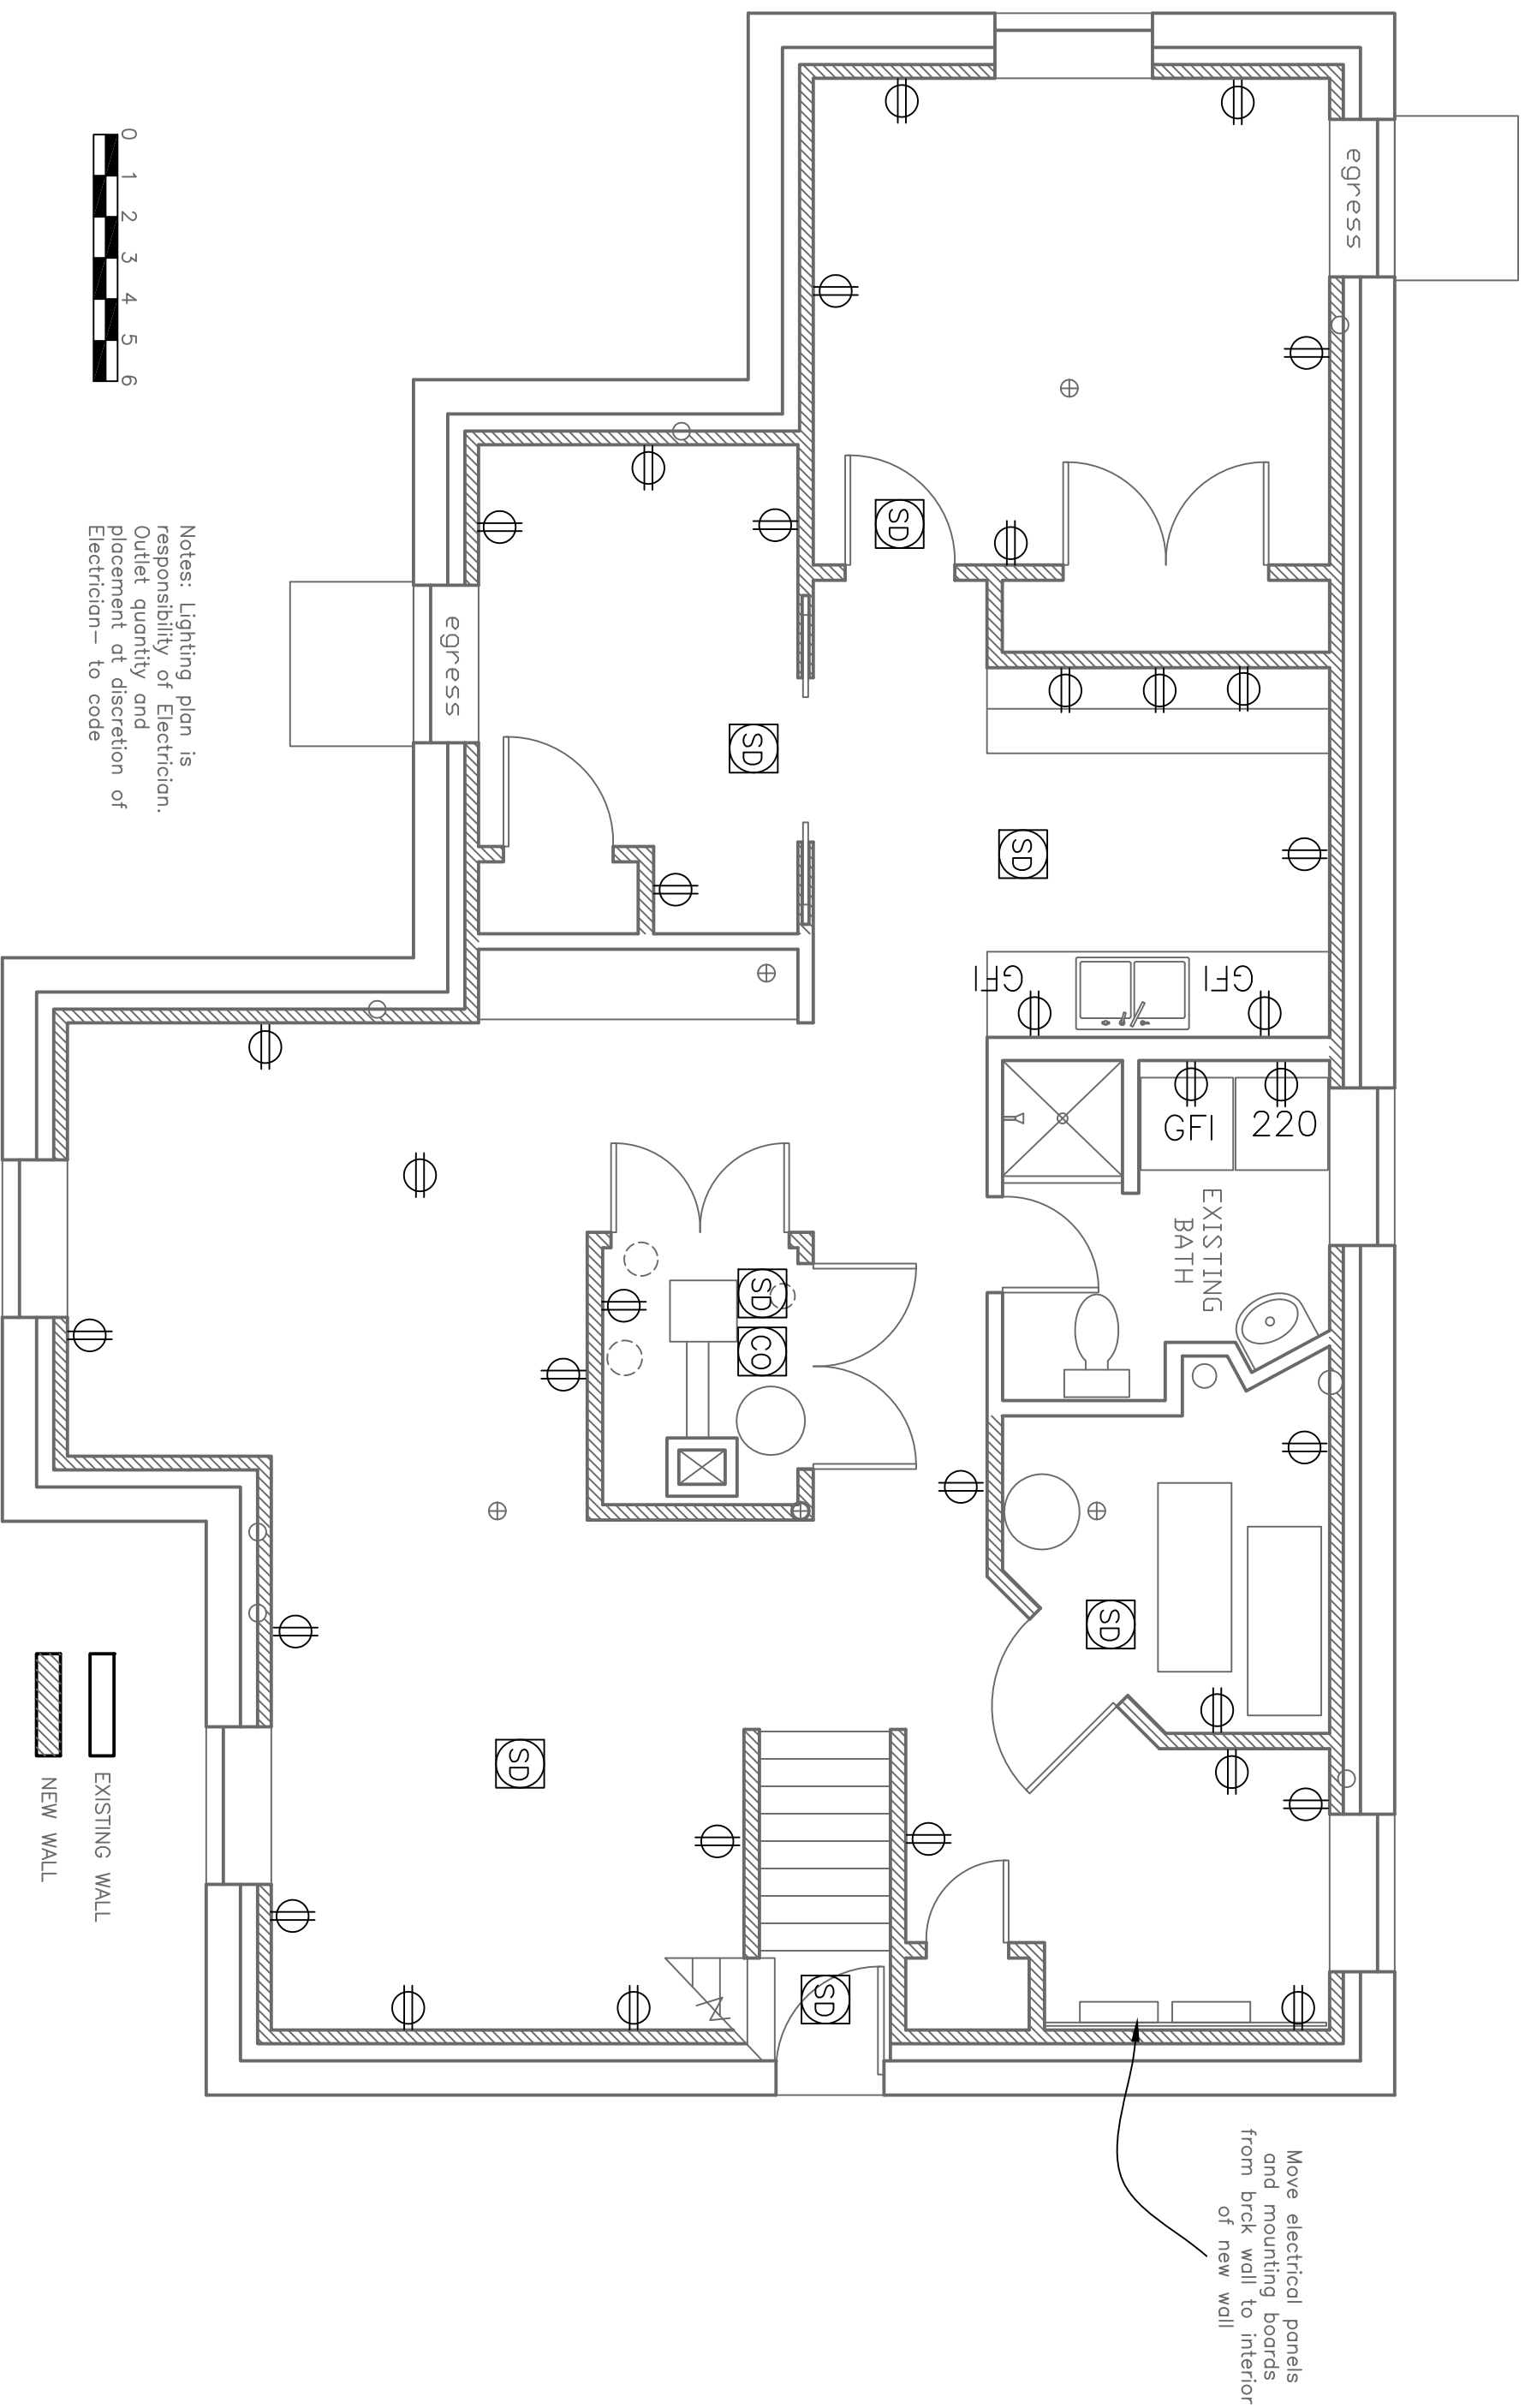 egress
SD
SD
SD
SD
GFI
GFI
GFI
220
EXISTING
BATH
egress
SD
CO
SD
SD
SD
Move electrical panels
and mounting boards
from brck wall to interior
of new wall
Notes: Lighting plan is
responsibility of Electrician.
Outlet quantity and
placement at discretion of
Electrician— to code
0 1 2 3 4 5 6
EXISTING WALL
NEW WALL